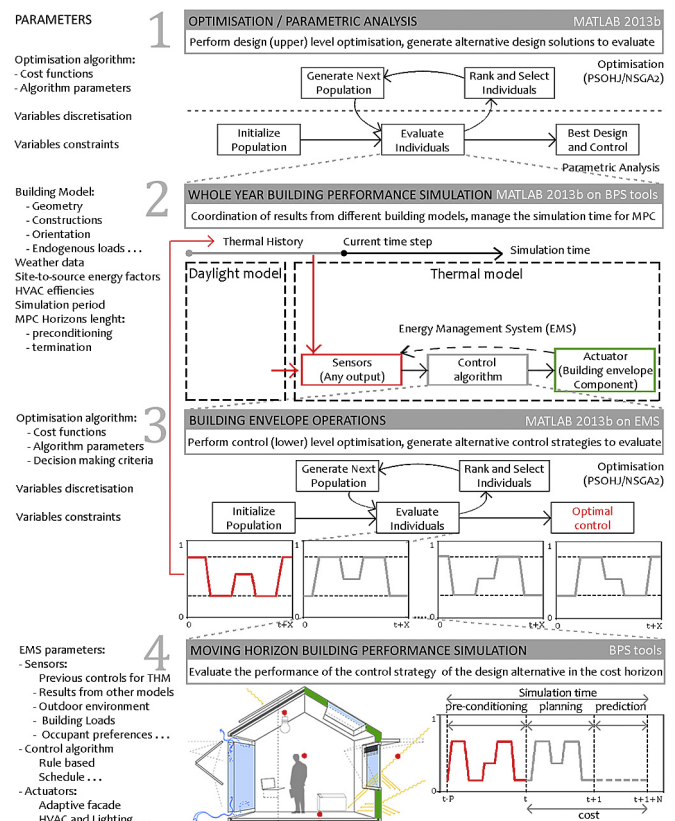 PARAMETERS
1
OPTIMISATION / PARAMETRIC ANALYSIS MATLAB 2013b
Perform design (upper) level optimisation, generate alternative design solutions to evaluate
Optimisation algorithm:
- Cost functions
- Algorithm parameters
Variables discretisation
Variables constraints
Generate Next
Population
Rank and Select
Individuals
Optimisation
(PSOHJ/NSGA2)
Initialize
Population
Evaluate
Individuals
Best Design
and Control
Parametric Analysis
2
WHOLE YEAR BUILDING PERFORMANCE SIMULATION MATLAB 2013b on BPS tools
Coordination of results from different building models, manage the simulation time for MPC
Building Model:
- Geometry
- Constructions
- Orientation
- Endogenous loads . . .
Weather data
Site-to-source energy factors
HVAC effiencies
Simulation period
MPC Horizons lenght:
- preconditioning
- termination
Thermal History
Current time step
Simulation time
Daylight model
Thermal model
Energy Management System (EMS)
Sensors
(Any output)
Control
algorithm
Actuator
(Building envelope
Component)
3
BUILDING ENVELOPE OPERATIONS MATLAB 2013b on EMS
Perform control (lower) level optimisation, generate alternative control strategies to evaluate
Optimisation algorithm:
- Cost functions
- Algorithm parameters
- Decision making criteria
Variables discretisation
Variables constraints
Generate Next
Population
Rank and Select
Individuals
Optimisation
(PSOHJ/NSGA2)
Initialize
Population
Evaluate
Individuals
Optimal
control
1
0
0 t+X
1
0
0 t+X
.....
1
0 t+X
1
0
0 t+X
4
MOVING HORIZON BUILDING PERFORMANCE SIMULATION BPS tools
Evaluate the performance of the control strategy of the design alternative in the cost horizon
EMS parameters:
- Sensors:
Previous controls for THM
- Results from other models
- Outdoor environment
- Building Loads
- Occupant preferences . . .
- Control algorithm
Rule based
Schedule . . .
- Actuators:
Adaptive facade
HVAC and Lighting
Simulation time
pre-conditioning planning prediction
1
0
t-P t t+1 t+1+N
cost